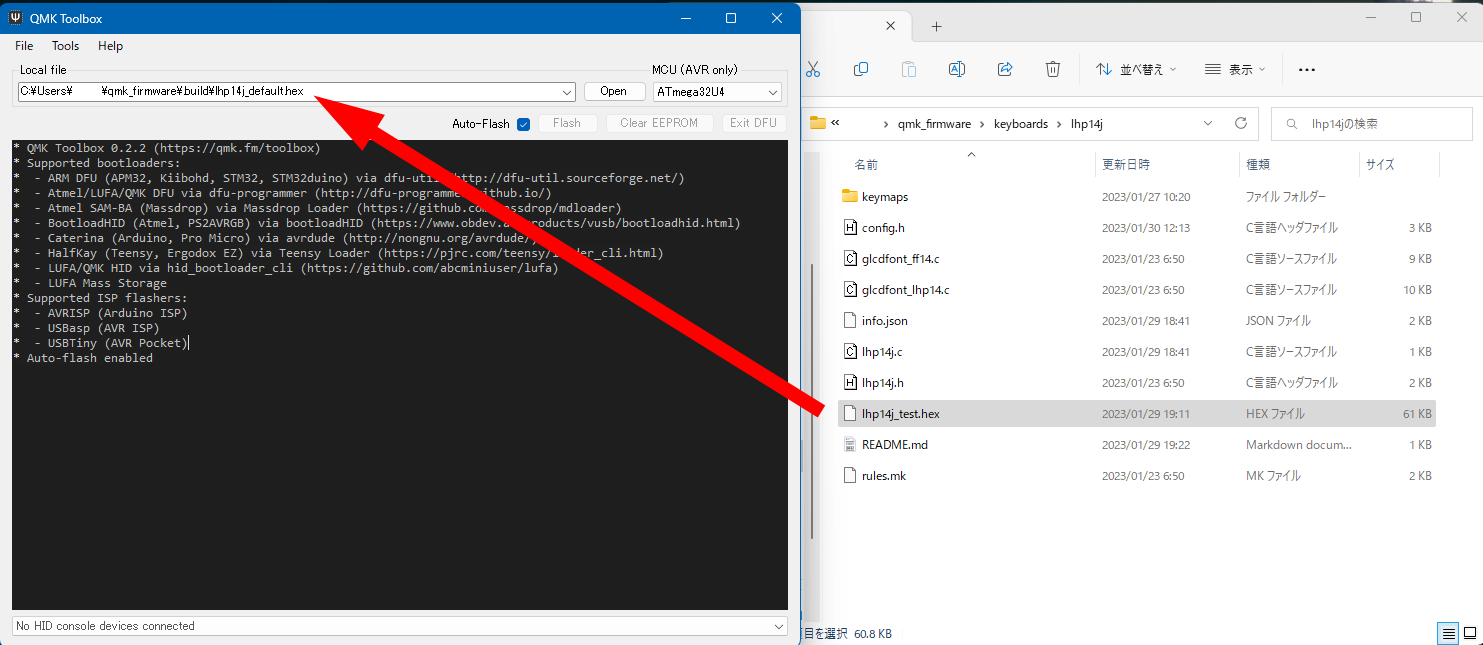 QMK Toolbox
File Tools Help
Local file
MCU (AVR only)
C:¥Users¥ ¥qmk_firmware¥.build¥lhp14j_default.hex
Open
ATmega32U4
Auto-Flash
Flash
Clear EEPROM
Exit DFU
* QMK Toolbox 0.2.2 (https://qmk.fm/toolbox)
* Supported bootloaders:
*  - ARM DFU (APM32, Kiibohd, STM32, STM32duino) via dfu-util http://dfu-util.sourceforge.net/)
*  - Atmel/LUFA/QMK DFU via dfu-programmer (http://dfu-programme github.io/)
*  - Atmel SAM-BA (Massdrop) via Massdrop Loader (https://github.com ssdrop/mdloader)
*  - BootloadHID (Atmel, PS2AVRGB) via bootloadHID (https://www.obdev.a products/vusb/bootloadhid.html)
*  - Caterina (Arduino, Pro Micro) via avrdude (http://nongnu.org/avrdude/
*  - HalfKay (Teensy, Ergodox EZ) via Teensy Loader (https://pjrc.com/teensy/ er_cli.html)
*  - LUFA/QMK HID via hid_bootloader_cli (https://github.com/abcminiuser/lufa)
*  - LUFA Mass Storage
* Supported ISP flashers:
*  - AVRISP (Arduino ISP)
*  - USBasp (AVR ISP)
*  - USBTiny (AVR Pocket)
* Auto-flash enabled
No HID console devices connected
並べ替え
表示
« › qmk_firmware › keyboards › lhp14j
lhp14jの検索
名前 更新日時 種類 サイズ
keymaps 2023/01/27 10:20 ファイル フォルダー
config.h 2023/01/30 12:13 C言語ヘッダファイル 3 KB
glcdfont_ff14.c 2023/01/23 6:50 C言語ソースファイル 9 KB
glcdfont_lhp14.c 2023/01/23 6:50 C言語ソースファイル 10 KB
info.json 2023/01/29 18:41 JSON ファイル 2 KB
lhp14j.c 2023/01/29 18:41 C言語ソースファイル 1 KB
lhp14j.h 2023/01/23 6:50 C言語ヘッダファイル 2 KB
lhp14j_test.hex 2023/01/29 19:11 HEX ファイル 61 KB
README.md 2023/01/29 19:22 Markdown docum... 1 KB
rules.mk 2023/01/23 6:50 MK ファイル 2 KB
目を選択 60.8 KB